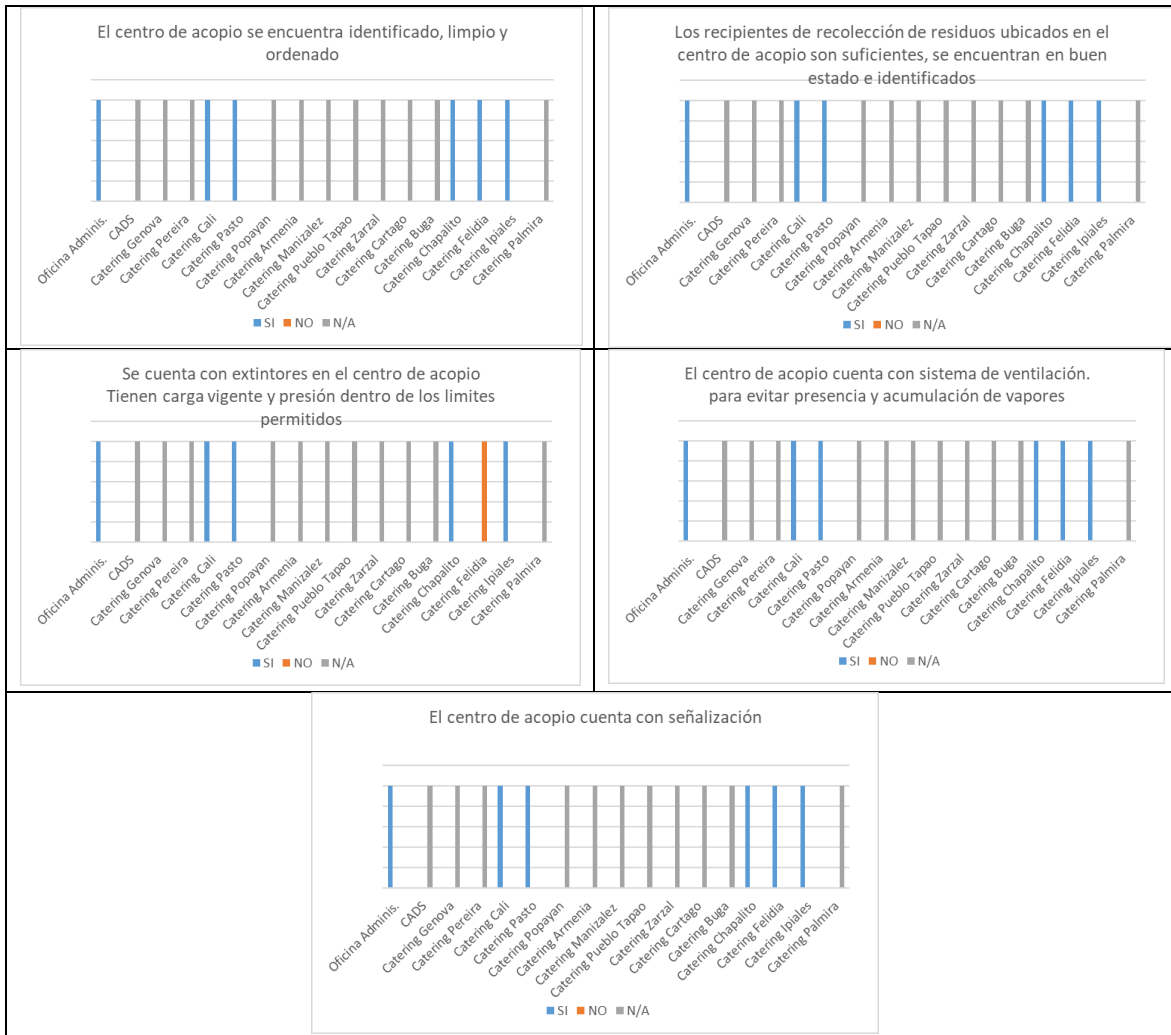 El centro de acopio se encuentra identificado, limpio y
ordenado
Oficina Adminis.
CADS
Catering Genova
Catering Pereira
Catering Cali
Catering Pasto
Catering Popayan
Catering Armenia
Catering Manizalez
Catering Pueblo Tapao
Catering Zarzal
Catering Cartago
Catering Buga
Catering Chapalito
Catering Felidia
Catering Ipiales
Catering Palmira
SI NO N/A
Los recipientes de recolección de residuos ubicados en el
centro de acopio son suficientes, se encuentran en buen
estado e identificados
Oficina Adminis.
CADS
Catering Genova
Catering Pereira
Catering Cali
Catering Pasto
Catering Popayan
Catering Armenia
Catering Manizalez
Catering Pueblo Tapao
Catering Zarzal
Catering Cartago
Catering Buga
Catering Chapalito
Catering Felidia
Catering Ipiales
Catering Palmira
SI NO N/A
Se cuenta con extintores en el centro de acopio
Tienen carga vigente y presión dentro de los limites
permitidos
Oficina Adminis.
CADS
Catering Genova
Catering Pereira
Catering Cali
Catering Pasto
Catering Popayan
Catering Armenia
Catering Manizalez
Catering Pueblo Tapao
Catering Zarzal
Catering Cartago
Catering Buga
Catering Chapalito
Catering Felidia
Catering Ipiales
Catering Palmira
SI NO N/A
El centro de acopio cuenta con sistema de ventilación.
para evitar presencia y acumulación de vapores
Oficina Adminis.
CADS
Catering Genova
Catering Pereira
Catering Cali
Catering Pasto
Catering Popayan
Catering Armenia
Catering Manizalez
Catering Pueblo Tapao
Catering Zarzal
Catering Cartago
Catering Buga
Catering Chapalito
Catering Felidia
Catering Ipiales
Catering Palmira
SI NO N/A
El centro de acopio cuenta con señalización
Oficina Adminis.
CADS
Catering Genova
Catering Pereira
Catering Cali
Catering Pasto
Catering Popayan
Catering Armenia
Catering Manizalez
Catering Pueblo Tapao
Catering Zarzal
Catering Cartago
Catering Buga
Catering Chapalito
Catering Felidia
Catering Ipiales
Catering Palmira
SI NO N/A